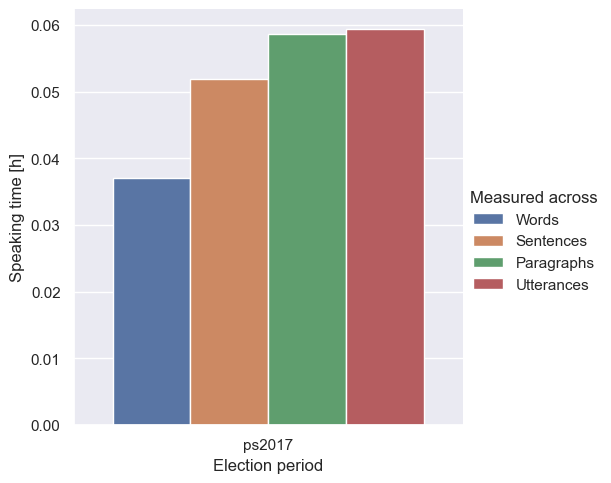 0.06
0.05
0.04
0.03
0.02
0.01
0.00
Speaking time [h]
ps2017
Election period
Measured across
Words
Sentences
Paragraphs
Utterances